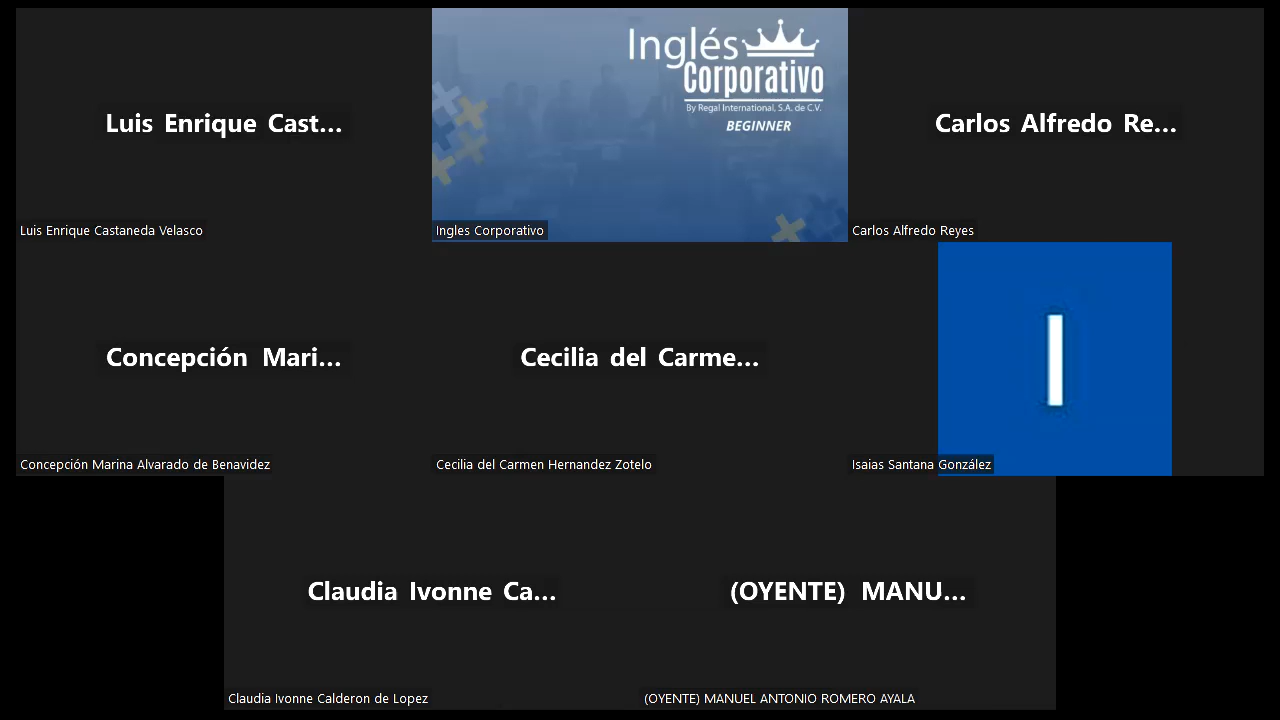 Luis Enrique Cast...
Luis Enrique Castaneda Velasco
Inglés
Corporativo
By Regal International, S.A. de C.V.
BEGINNER
Ingles Corporativo
Carlos Alfredo Re...
Carlos Alfredo Reyes
Concepción Mari...
Concepción Marina Alvarado de Benavidez
Cecilia del Carme...
Cecilia del Carmen Hernandez Zotelo
I
Isaias Santana González
Claudia Ivonne Ca...
Claudia Ivonne Calderon de Lopez
(OYENTE) MANU...
(OYENTE) MANUEL ANTONIO ROMERO AYALA